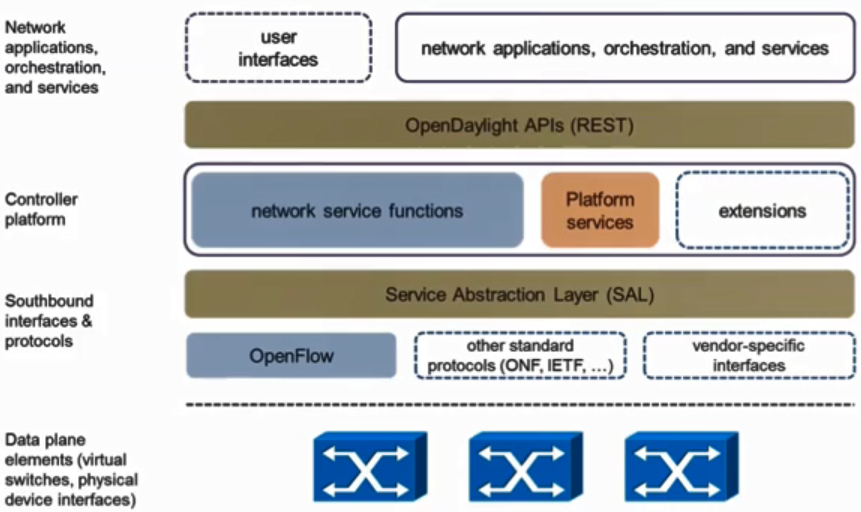 Network
applications,
orchestration,
and services
user
interfaces
network applications, orchestration, and services
OpenDaylight APIs (REST)
Controller
platform
network service functions
Platform
services
extensions
Southbound
interfaces &
protocols
Service Abstraction Layer (SAL)
OpenFlow
other standard
protocols (ONF, IETF, …)
vendor-specific
interfaces
Data plane
elements (virtual
switches, physical
device interfaces)